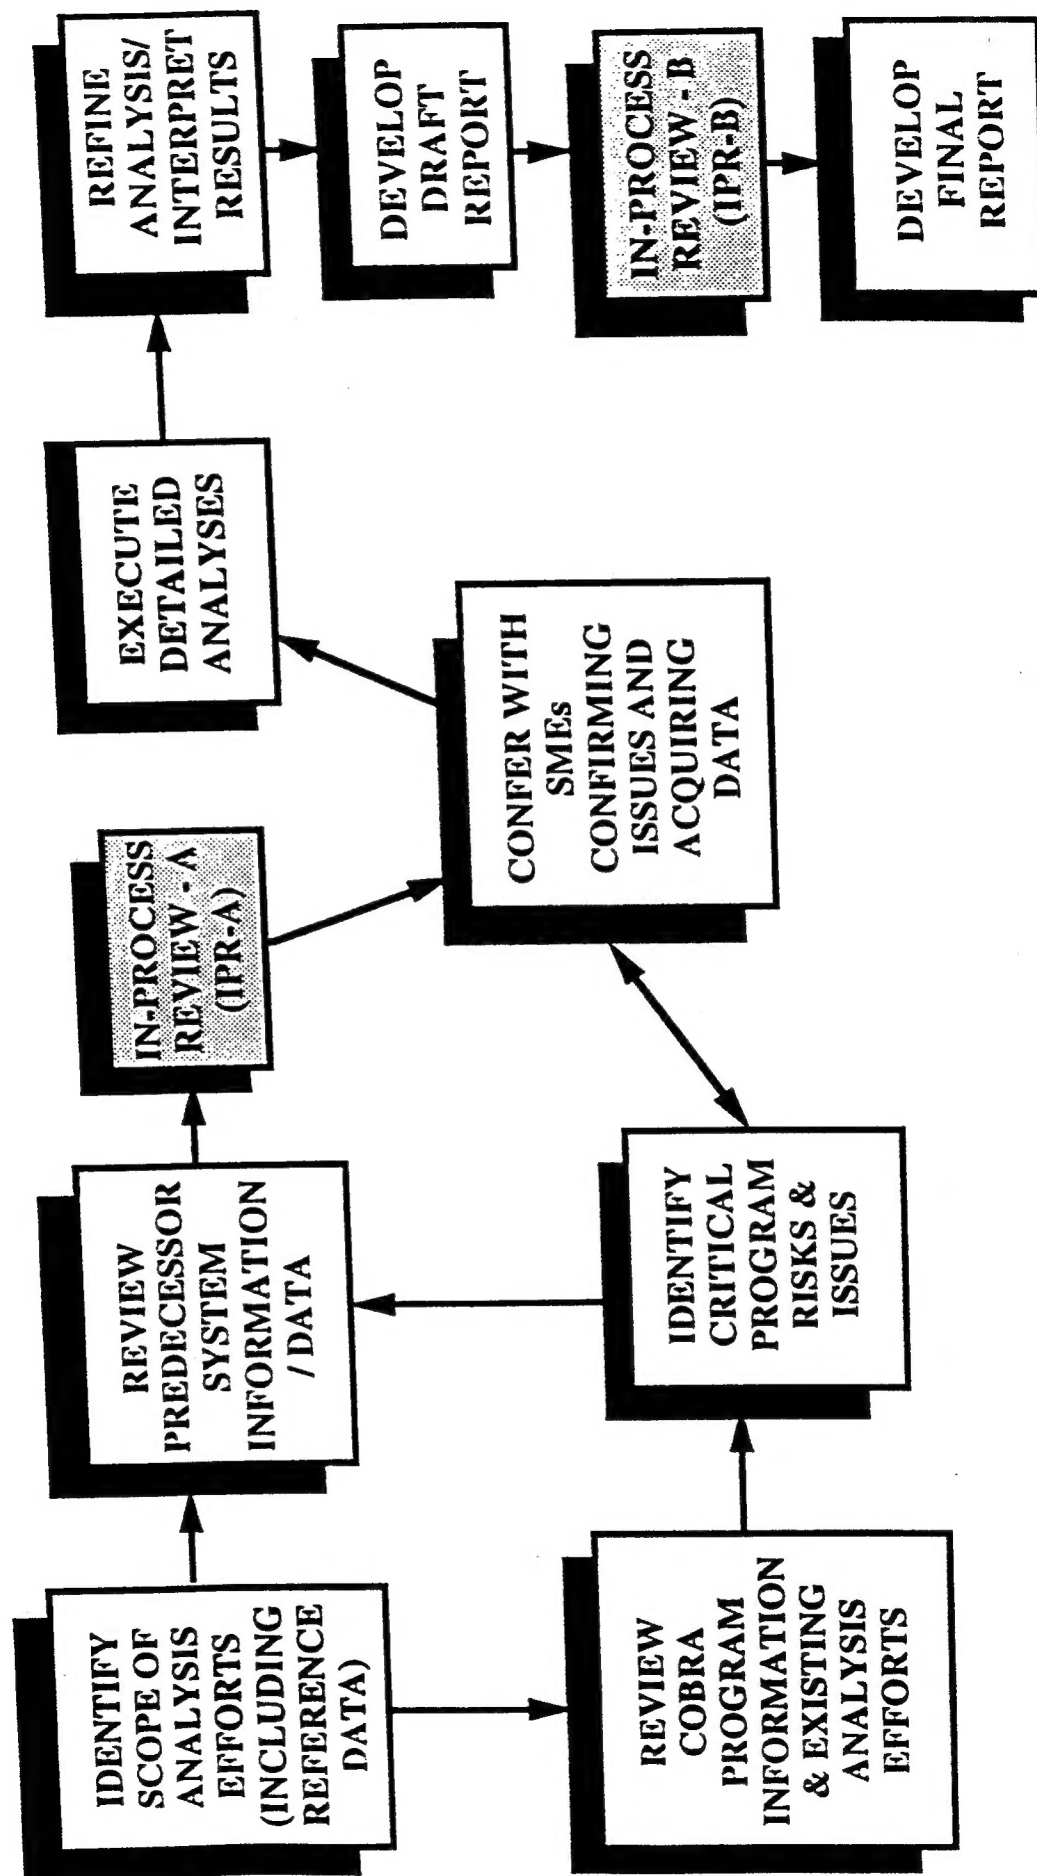 IDENTIFY
SCOPE OF
ANALYSIS
EFFORTS
(INCLUDING
REFERENCE
DATA)
REVIEW
COBRA
PROGRAM
INFORMATION
& EXISTING
ANALYSIS
EFFORTS
REVIEW
PREDECESSOR
SYSTEM
INFORMATION
/ DATA
IDENTIFY
CRITICAL
PROGRAM
RISKS &
ISSUES
IN-PROCESS
REVIEW - A
(IPR-A)
CONFER WITH
SMEs
CONFIRMING
ISSUES AND
ACQUIRING
DATA
EXECUTE
DETAILED
ANALYSES
REFINE
ANALYSIS/
INTERPRET
RESULTS
DEVELOP
DRAFT
REPORT
IN-PROCESS
REVIEW - B
(IPR-B)
DEVELOP
FINAL
REPORT